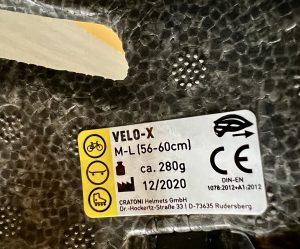 VELO-X
M-L (56-60cm)
ca. 280g
12/2020
CE
DIN-EN
1078:2012+A1:2012
CRATONI Helmets GmbH
Dr.-Hockertz-Straße 33 | D-73635 Rudersberg